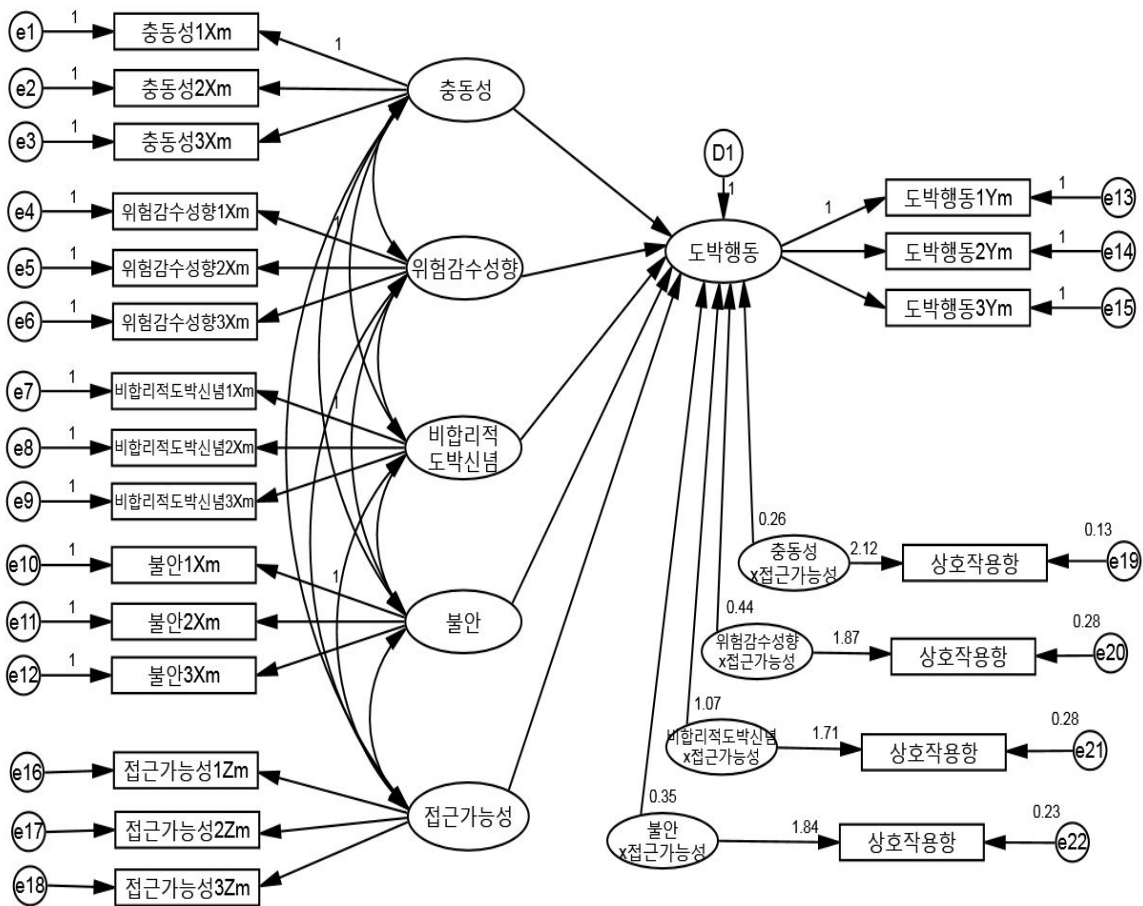 e1
1
충동성1Xm
1
e2
1
충동성2Xm
충동성
e3
1
충동성3Xm
D1
1
e4
1
위험감수성향1Xm
1
e5
1
위험감수성향2Xm
위험감수성향
e6
1
위험감수성향3Xm
도박행동
1
도박행동1Ym
1
e13
도박행동2Ym
1
e14
도박행동3Ym
1
e15
e7
1
비합리적도박신념1Xm
1
e8
1
비합리적도박신념2Xm
비합리적
도박신념
e9
1
비합리적도박신념3Xm
e10
1
불안1Xm
1
e11
1
불안2Xm
불안
e12
1
불안3Xm
e16
접근가능성1Zm
e17
접근가능성2Zm
접근가능성
e18
접근가능성3Zm
0.26
충동성
x접근가능성
2.12
상호작용항
0.13
e19
0.44
위험감수성향
x접근가능성
1.87
상호작용항
0.28
e20
1.07
비합리적도박신념
x접근가능성
1.71
상호작용항
0.28
e21
0.35
불안
x접근가능성
1.84
상호작용항
0.23
e22